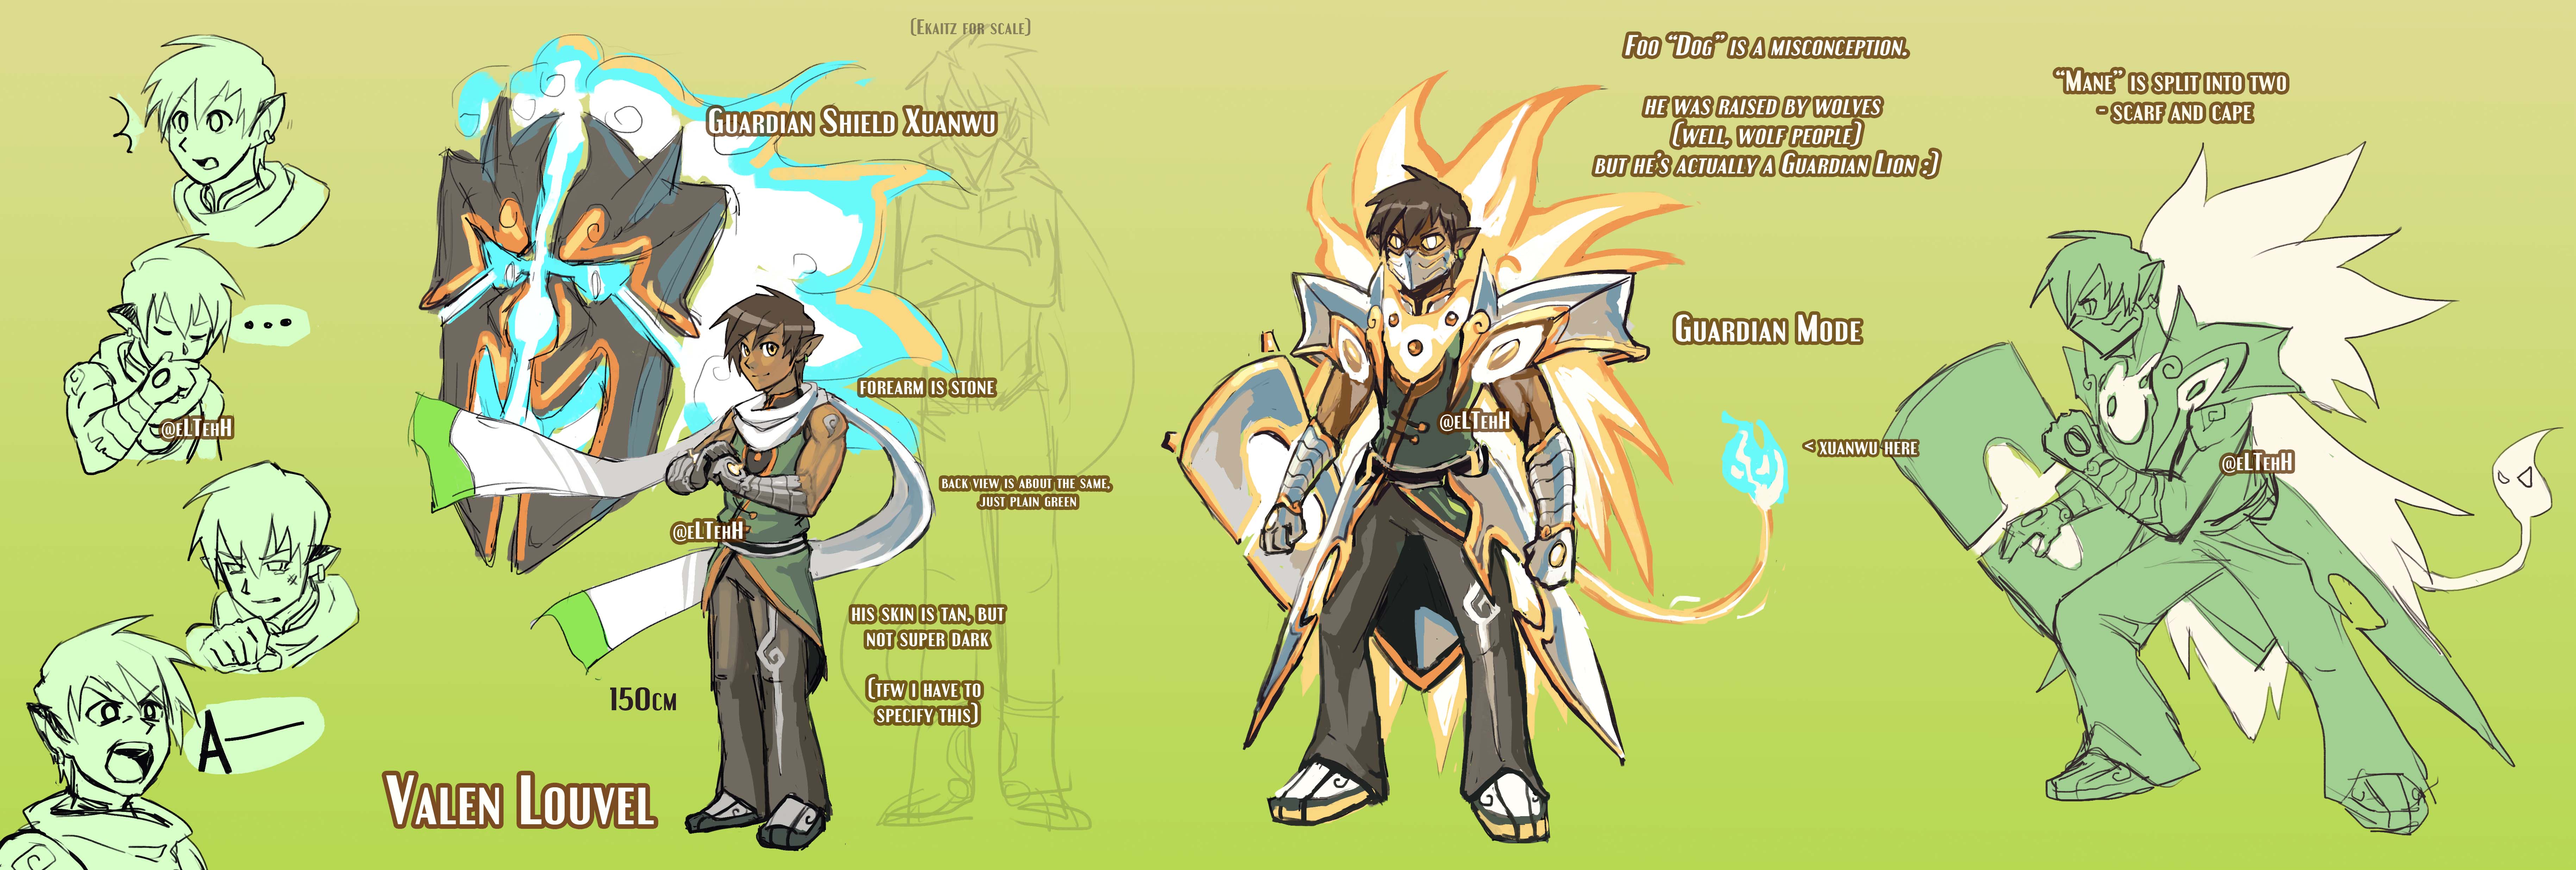 (Ekaitz for scale)
Guardian Shield Xuanwu
...
@eLTehH
forearm is stone
back view is about the same,
just plain green
@eLTehH
his skin is tan, but
not super dark
(tfw i have to
specify this)
150cm
A—
Valen Louvel
Foo “Dog” is a misconception.
he was raised by wolves
(well, wolf people)
but he’s actually a Guardian Lion :)
Guardian Mode
@eLTehH
< xuanwu here
“Mane” is split into two
- scarf and cape
@eLTehH